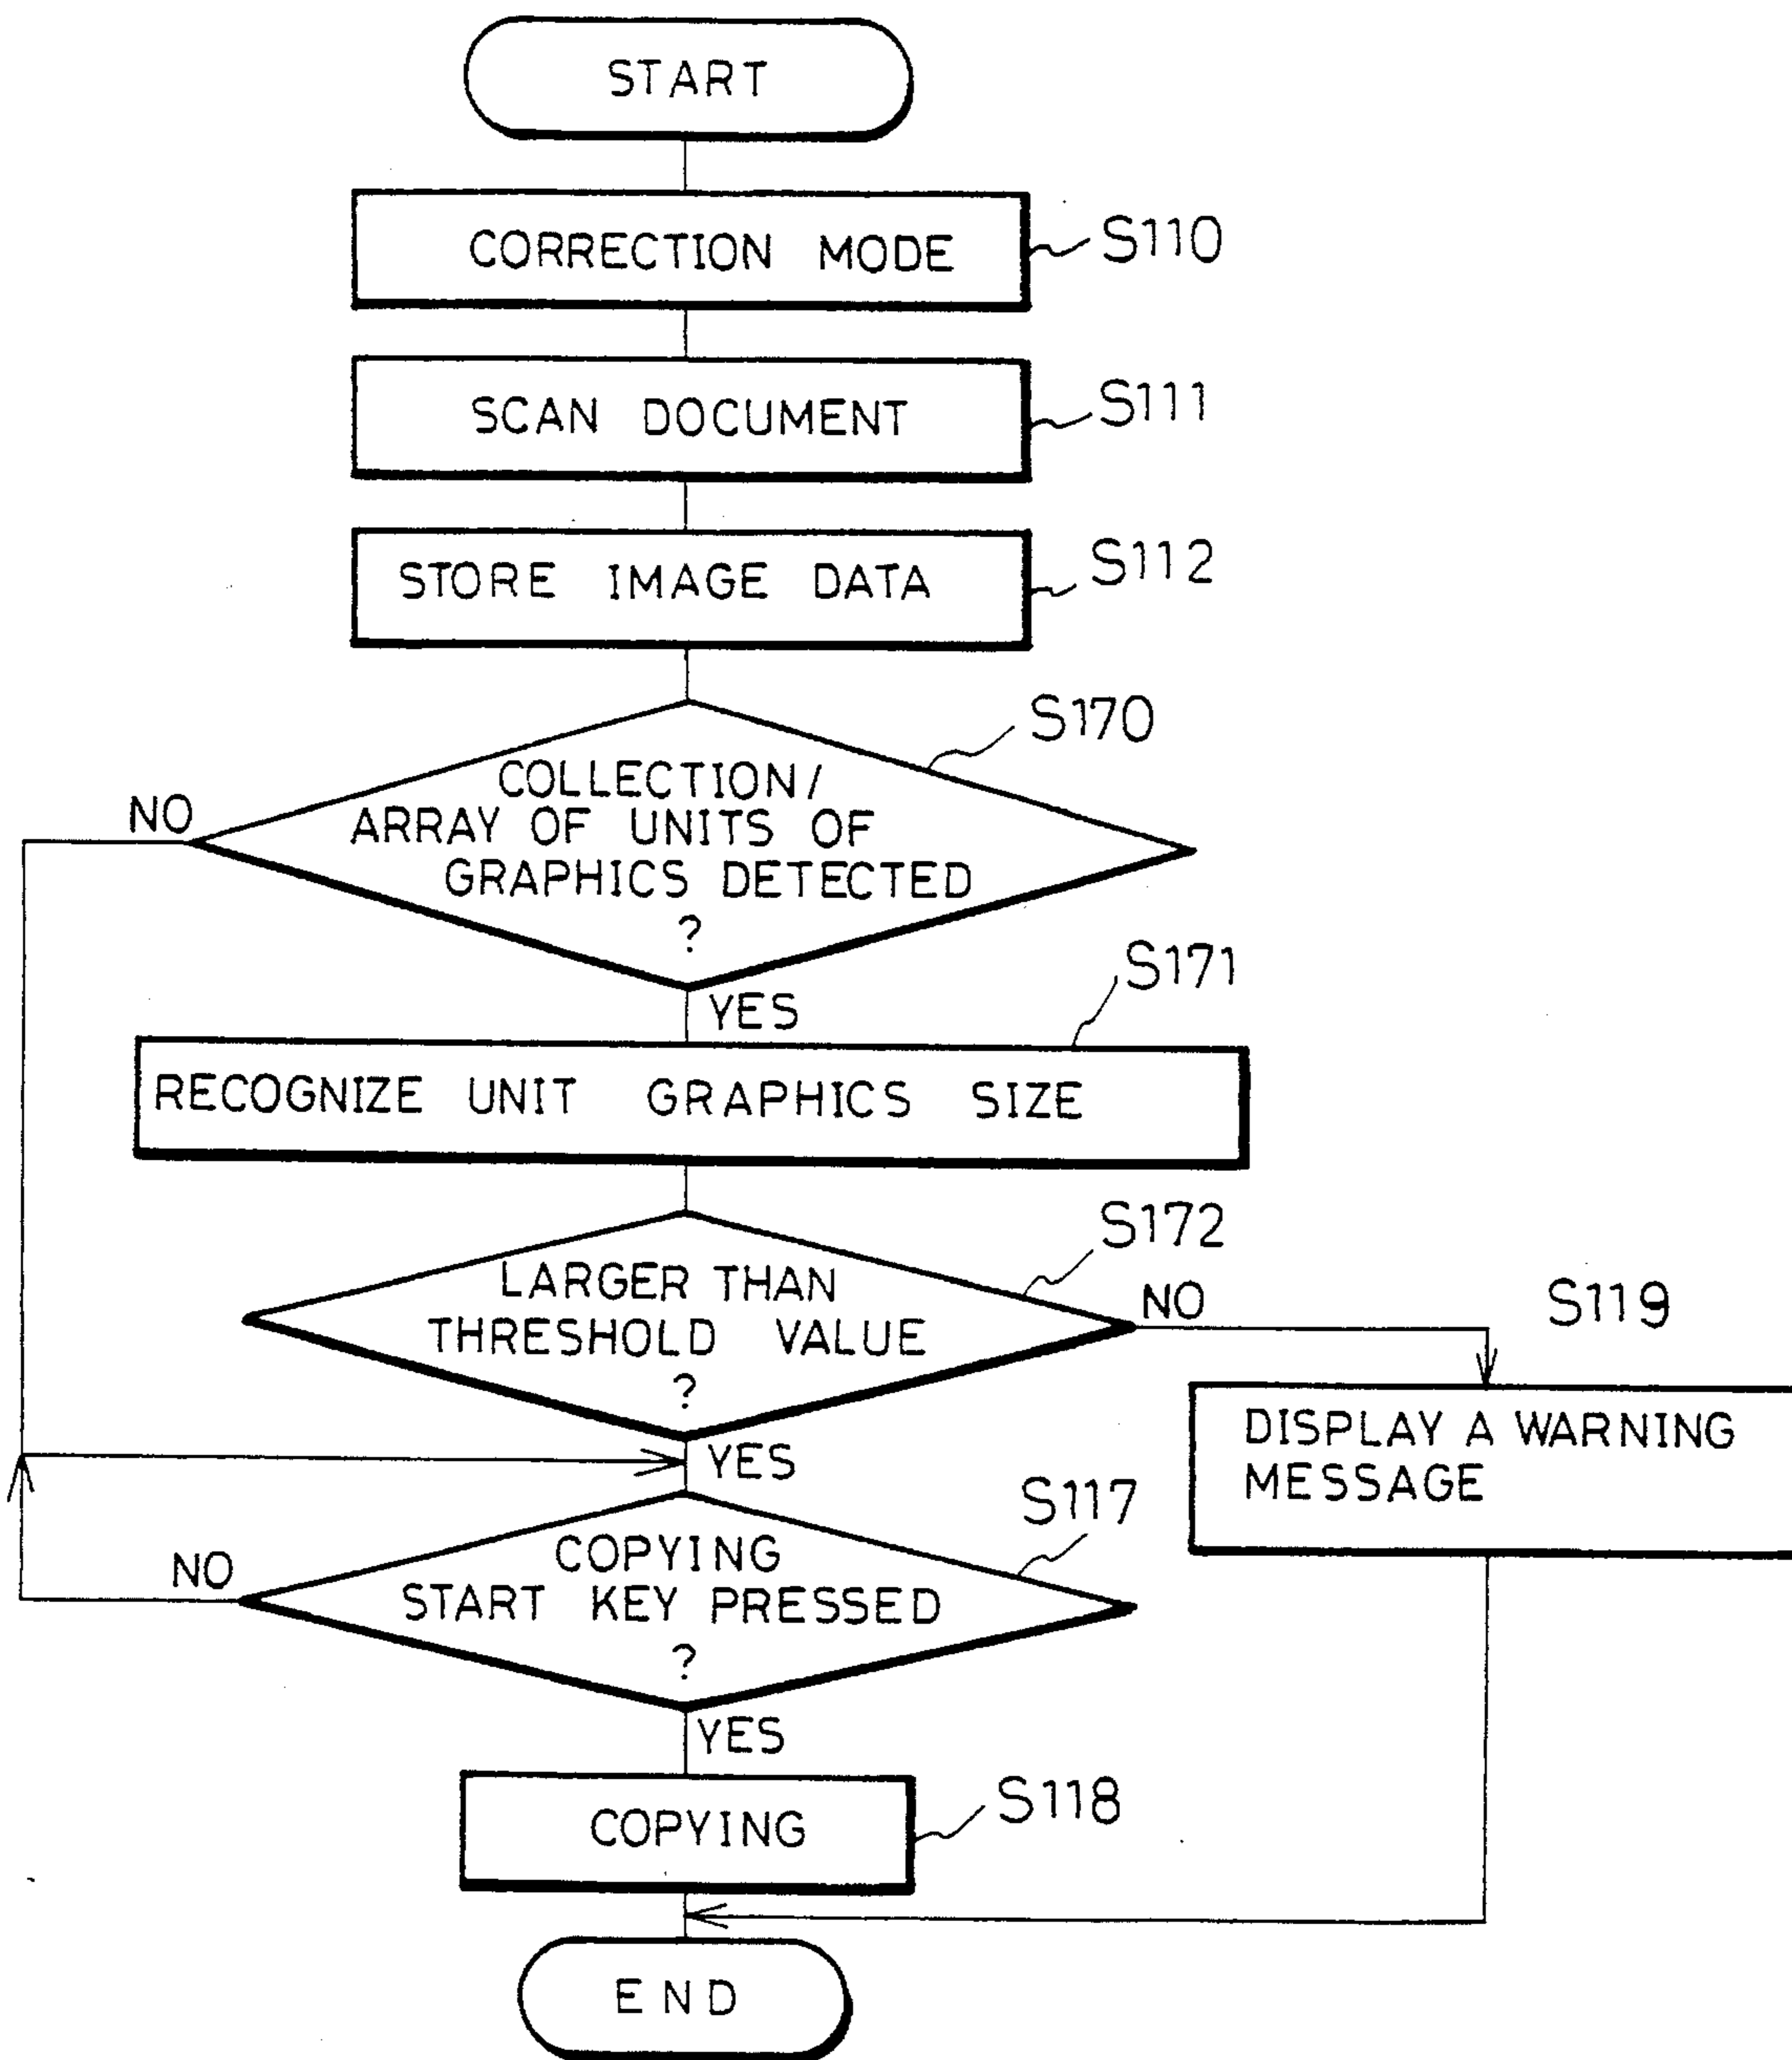 START
CORRECTION MODE
S110
SCAN DOCUMENT
S111
STORE IMAGE DATA
S112
S170
COLLECTION/
ARRAY OF UNITS OF
GRAPHICS DETECTED
?
NO
YES
S171
RECOGNIZE UNIT GRAPHICS SIZE
S172
LARGER THAN
THRESHOLD VALUE
?
NO
YES
S119
DISPLAY A WARNING
MESSAGE
S117
COPYING
START KEY PRESSED
?
NO
YES
COPYING
S118
END